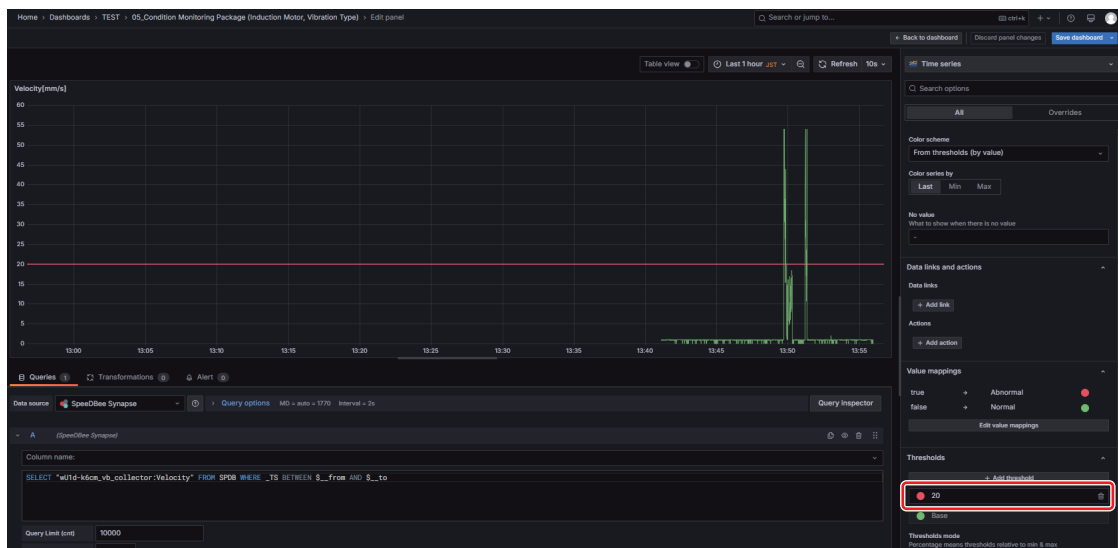 Home › Dashboards › TEST › 05_Condition Monitoring Package (Induction Motor, Vibration Type) › Edit panel
Search or jump to...
ctrl+k
Back to dashboard
Discard panel changes
Save dashboard
Table view
Last 1 hour JST
Refresh 10s
Time series
Velocity[mm/s]
Search options
All Overrides
60
55
50
45
40
35
30
25
20
15
10
5
0
13:00 13:05 13:10 13:15 13:20 13:25 13:30 13:35 13:40 13:45 13:50 13:55
Color scheme
From thresholds (by value)
Color series by
Last Min Max
No value
What to show when there is no value
-
Data links and actions
Data links
+ Add link
Actions
+ Add action
Value mappings
true → Abnormal
false → Normal
Edit value mappings
Thresholds
+ Add threshold
20
Base
Thresholds mode
Percentage means thresholds relative to min & max
Queries 1 Transformations 0 Alert 0
Data source SpeeDBee Synapse › Query options MD = auto = 1770 Interval = 2s Query inspector
A (SpeeDBee Synapse)
Column name:
SELECT "wU1d-k6cm_vb_collector:Velocity" FROM SPDB WHERE _TS BETWEEN $__from AND $__to
Query Limit (cnt) 10000